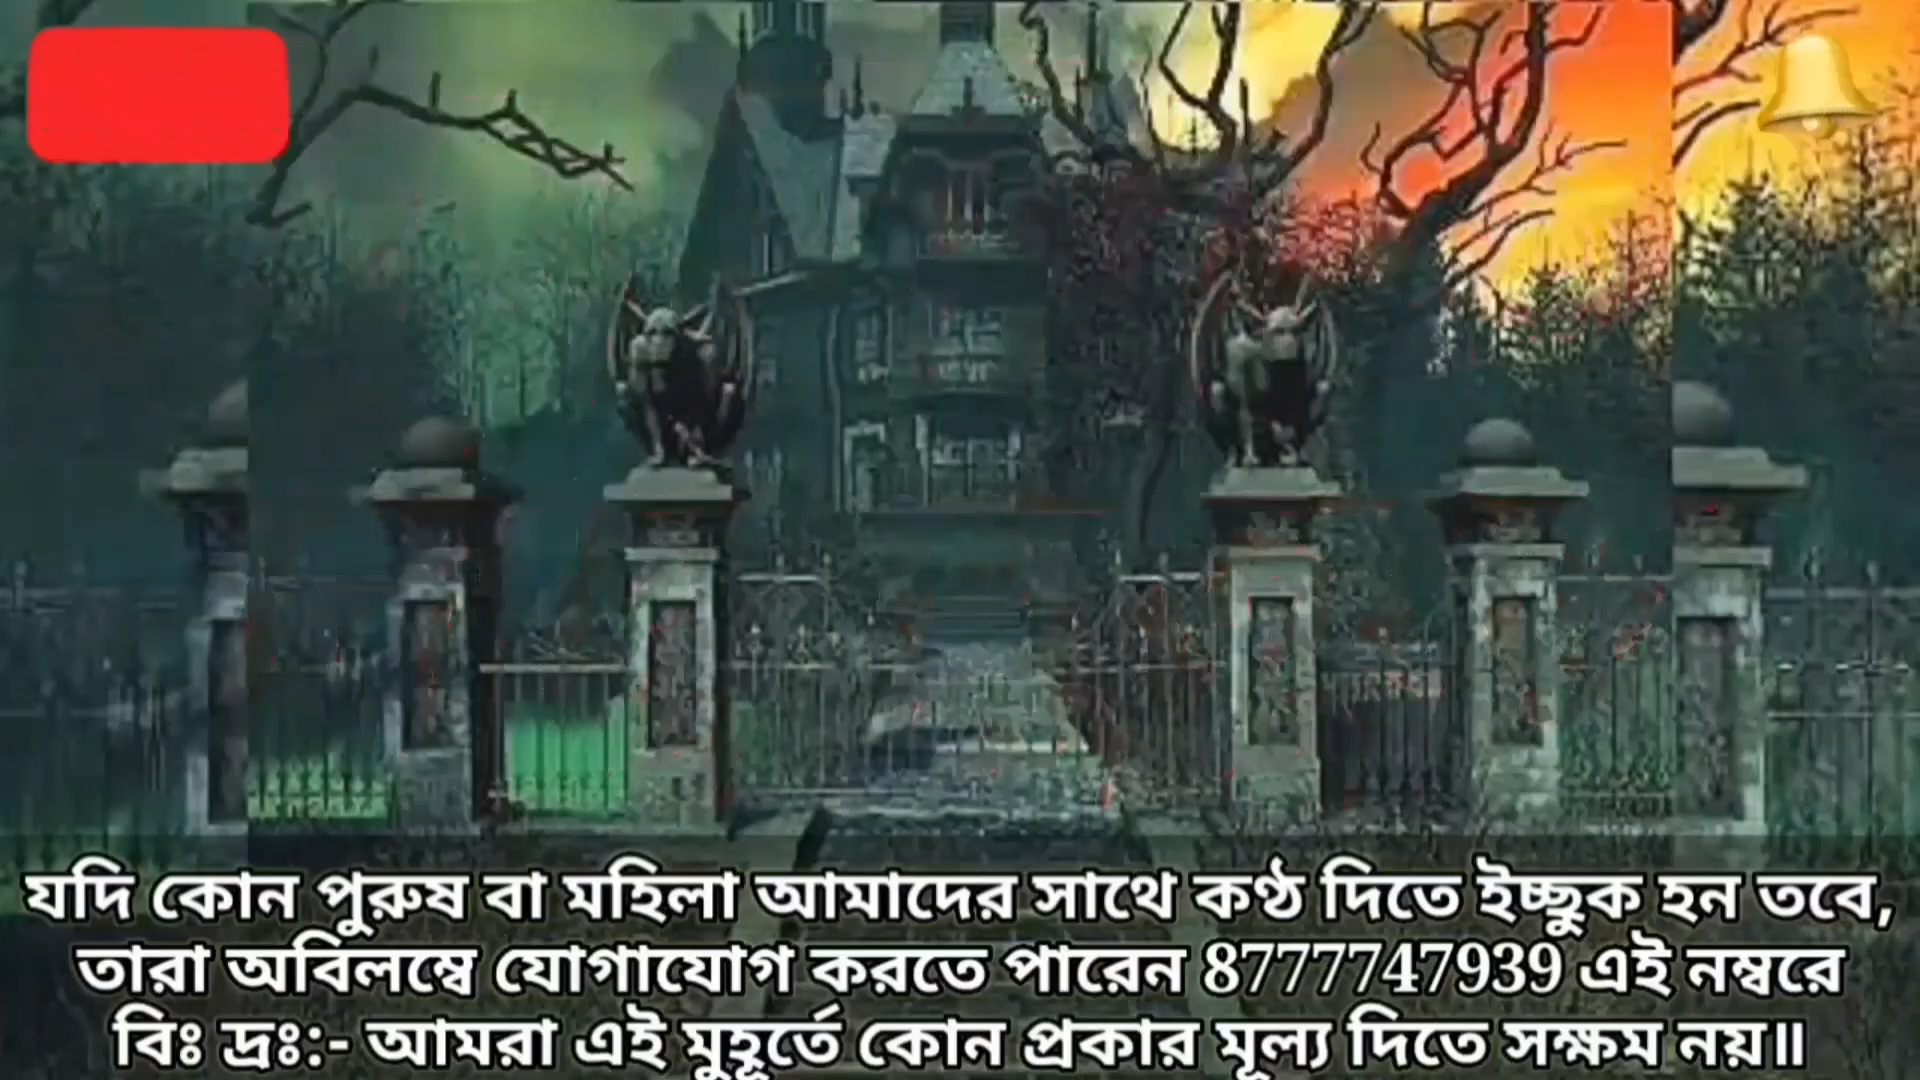 যদি কোন পুরুষ বা মহিলা আমাদের সাথে কণ্ঠ দিতে ইচ্ছুক হন তবে,
তারা অবিলম্বে যোগাযোগ করতে পারেন 8777747939 এই নম্বরে
বিঃ দ্রঃ:- আমরা এই মুহূর্তে কোন প্রকার মূল্য দিতে সক্ষম নয়॥